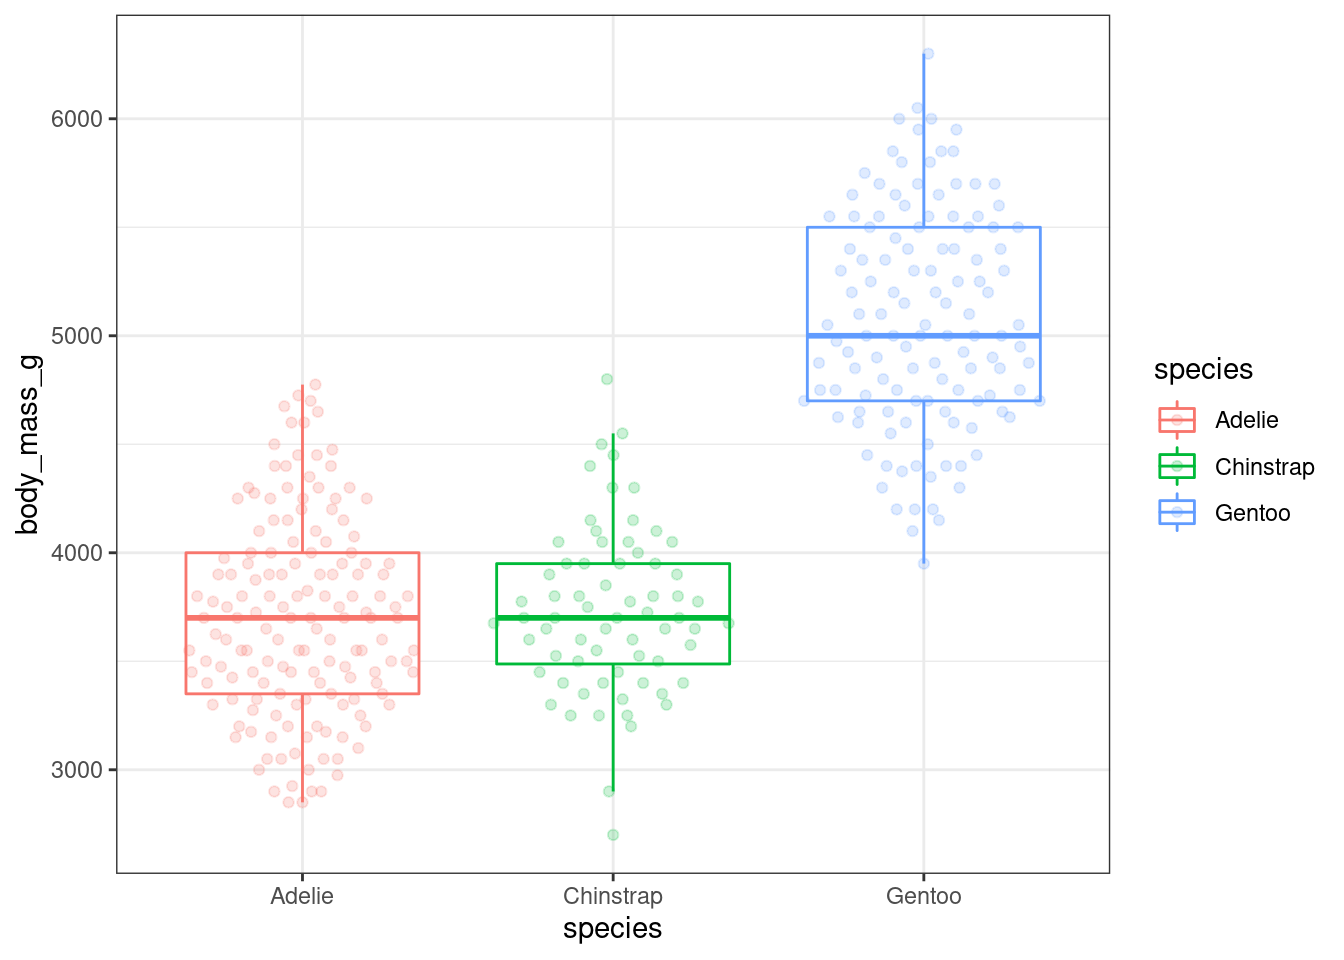 body_mass_g
6000
5000
4000
3000
Adelie
Chinstrap
Gentoo
species
species
Adelie
Chinstrap
Gentoo